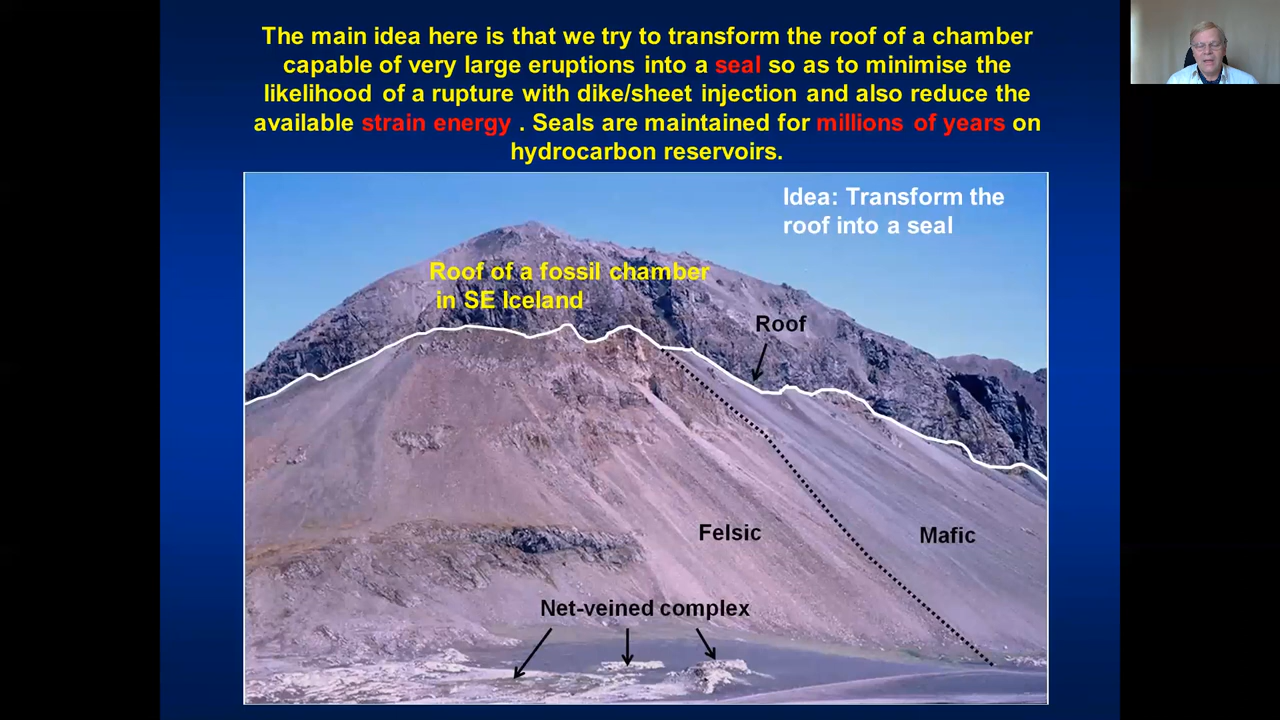 The main idea here is that we try to transform the roof of a chamber
capable of very large eruptions into a seal so as to minimise the
likelihood of a rupture with dike/sheet injection and also reduce the
available strain energy . Seals are maintained for millions of years on
hydrocarbon reservoirs.
Idea: Transform the
roof into a seal
Roof of a fossil chamber
in SE Iceland
Roof
Felsic
Mafic
Net-veined complex